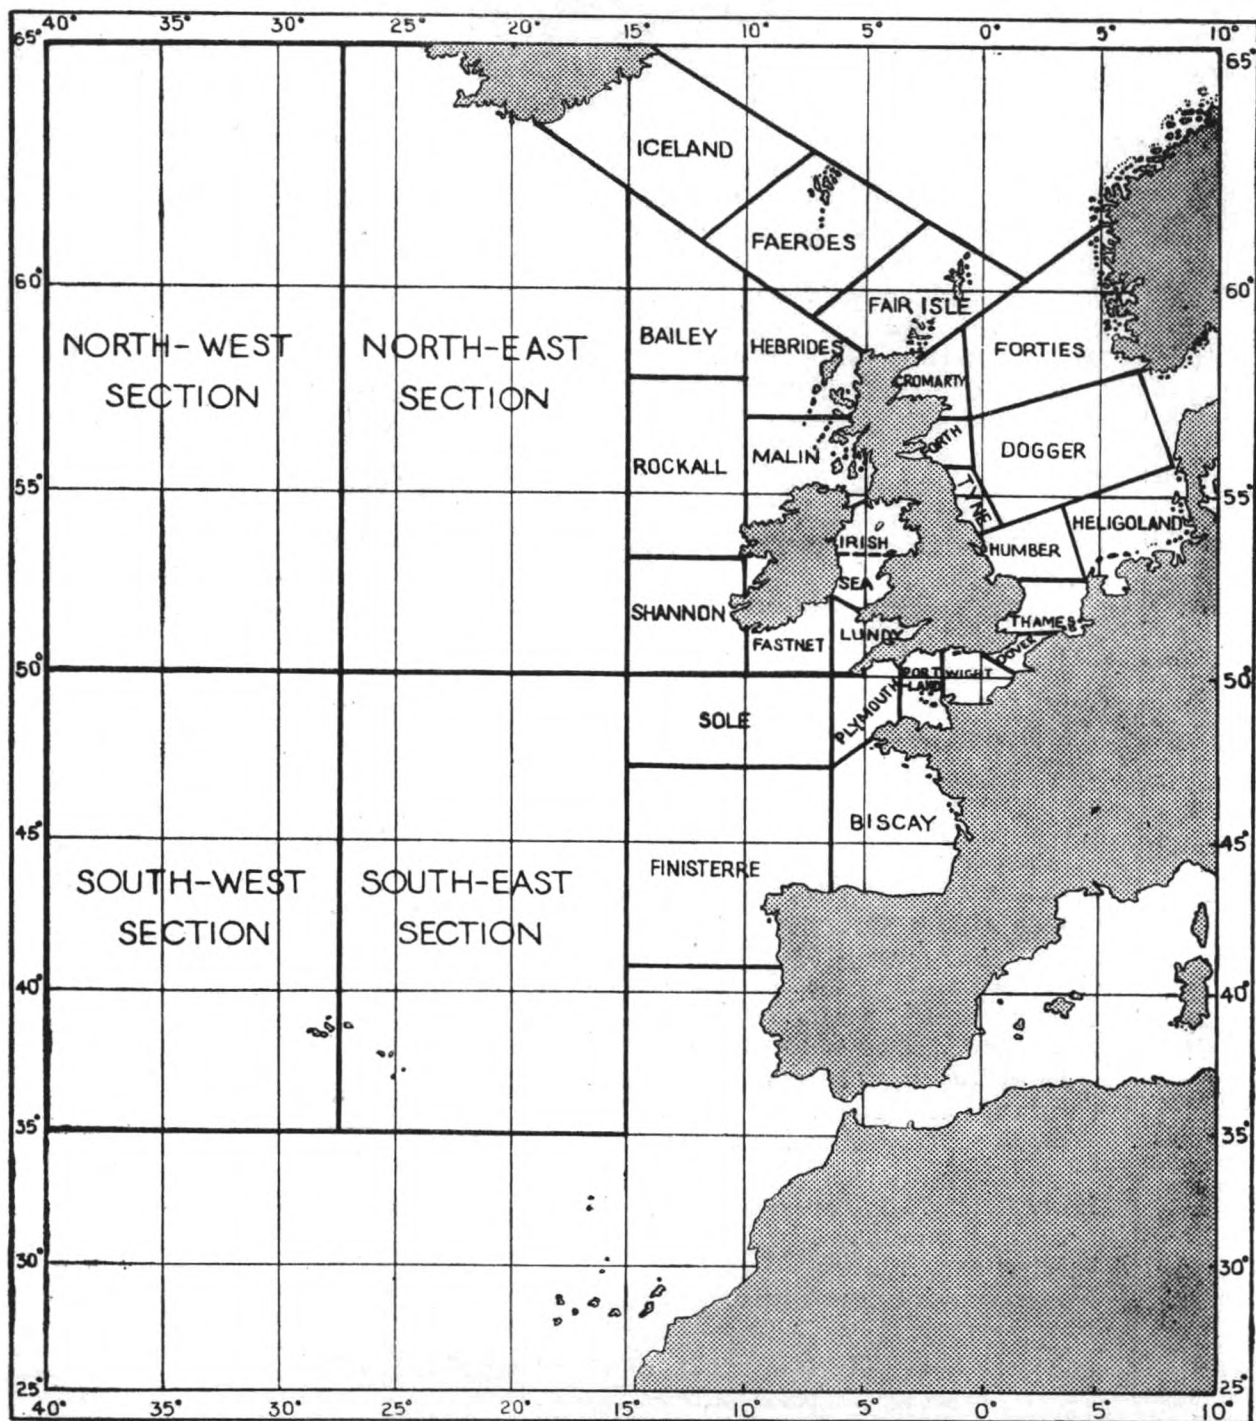 40° 35° 30° 25° 20° 15° 10° 5° 0° 5° 10°
65° 65°
ICELAND
FAEROES
60° 60°
FAIR ISLE
NORTH-WEST
SECTION
NORTH-EAST
SECTION
BAILEY
HEBRIDES
FORTIES
CROMARTY
ROCKALL
MALIN
FORTH
DOGGER
55° 55°
TYNE
HELIGOLAND
IRISH
SEA
HUMBER
SHANNON
FASTNET
LUNDY
THAMES
DOVER
50° 50°
PORT
LAND
WIGHT
SOLE
PLYMOUTH
BISCAY
45° 45°
FINISTERRE
SOUTH-WEST
SECTION
SOUTH-EAST
SECTION
40° 40°
35° 35°
30° 30°
25° 25°
40° 35° 30° 25° 20° 15° 10° 5° 0° 5° 10°